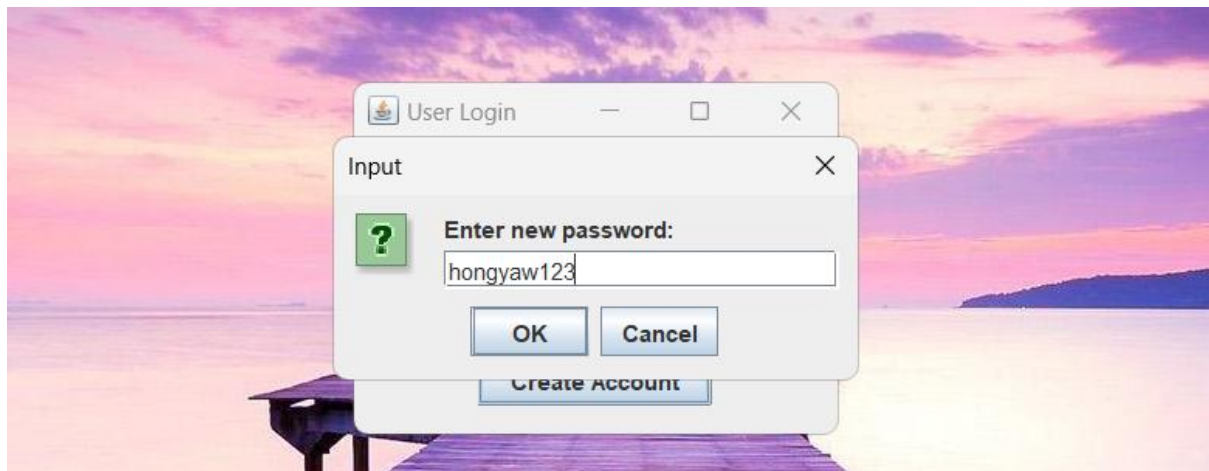 User Login
Input
?
Enter new password:
hongyaw123
OK
Cancel
Create Account